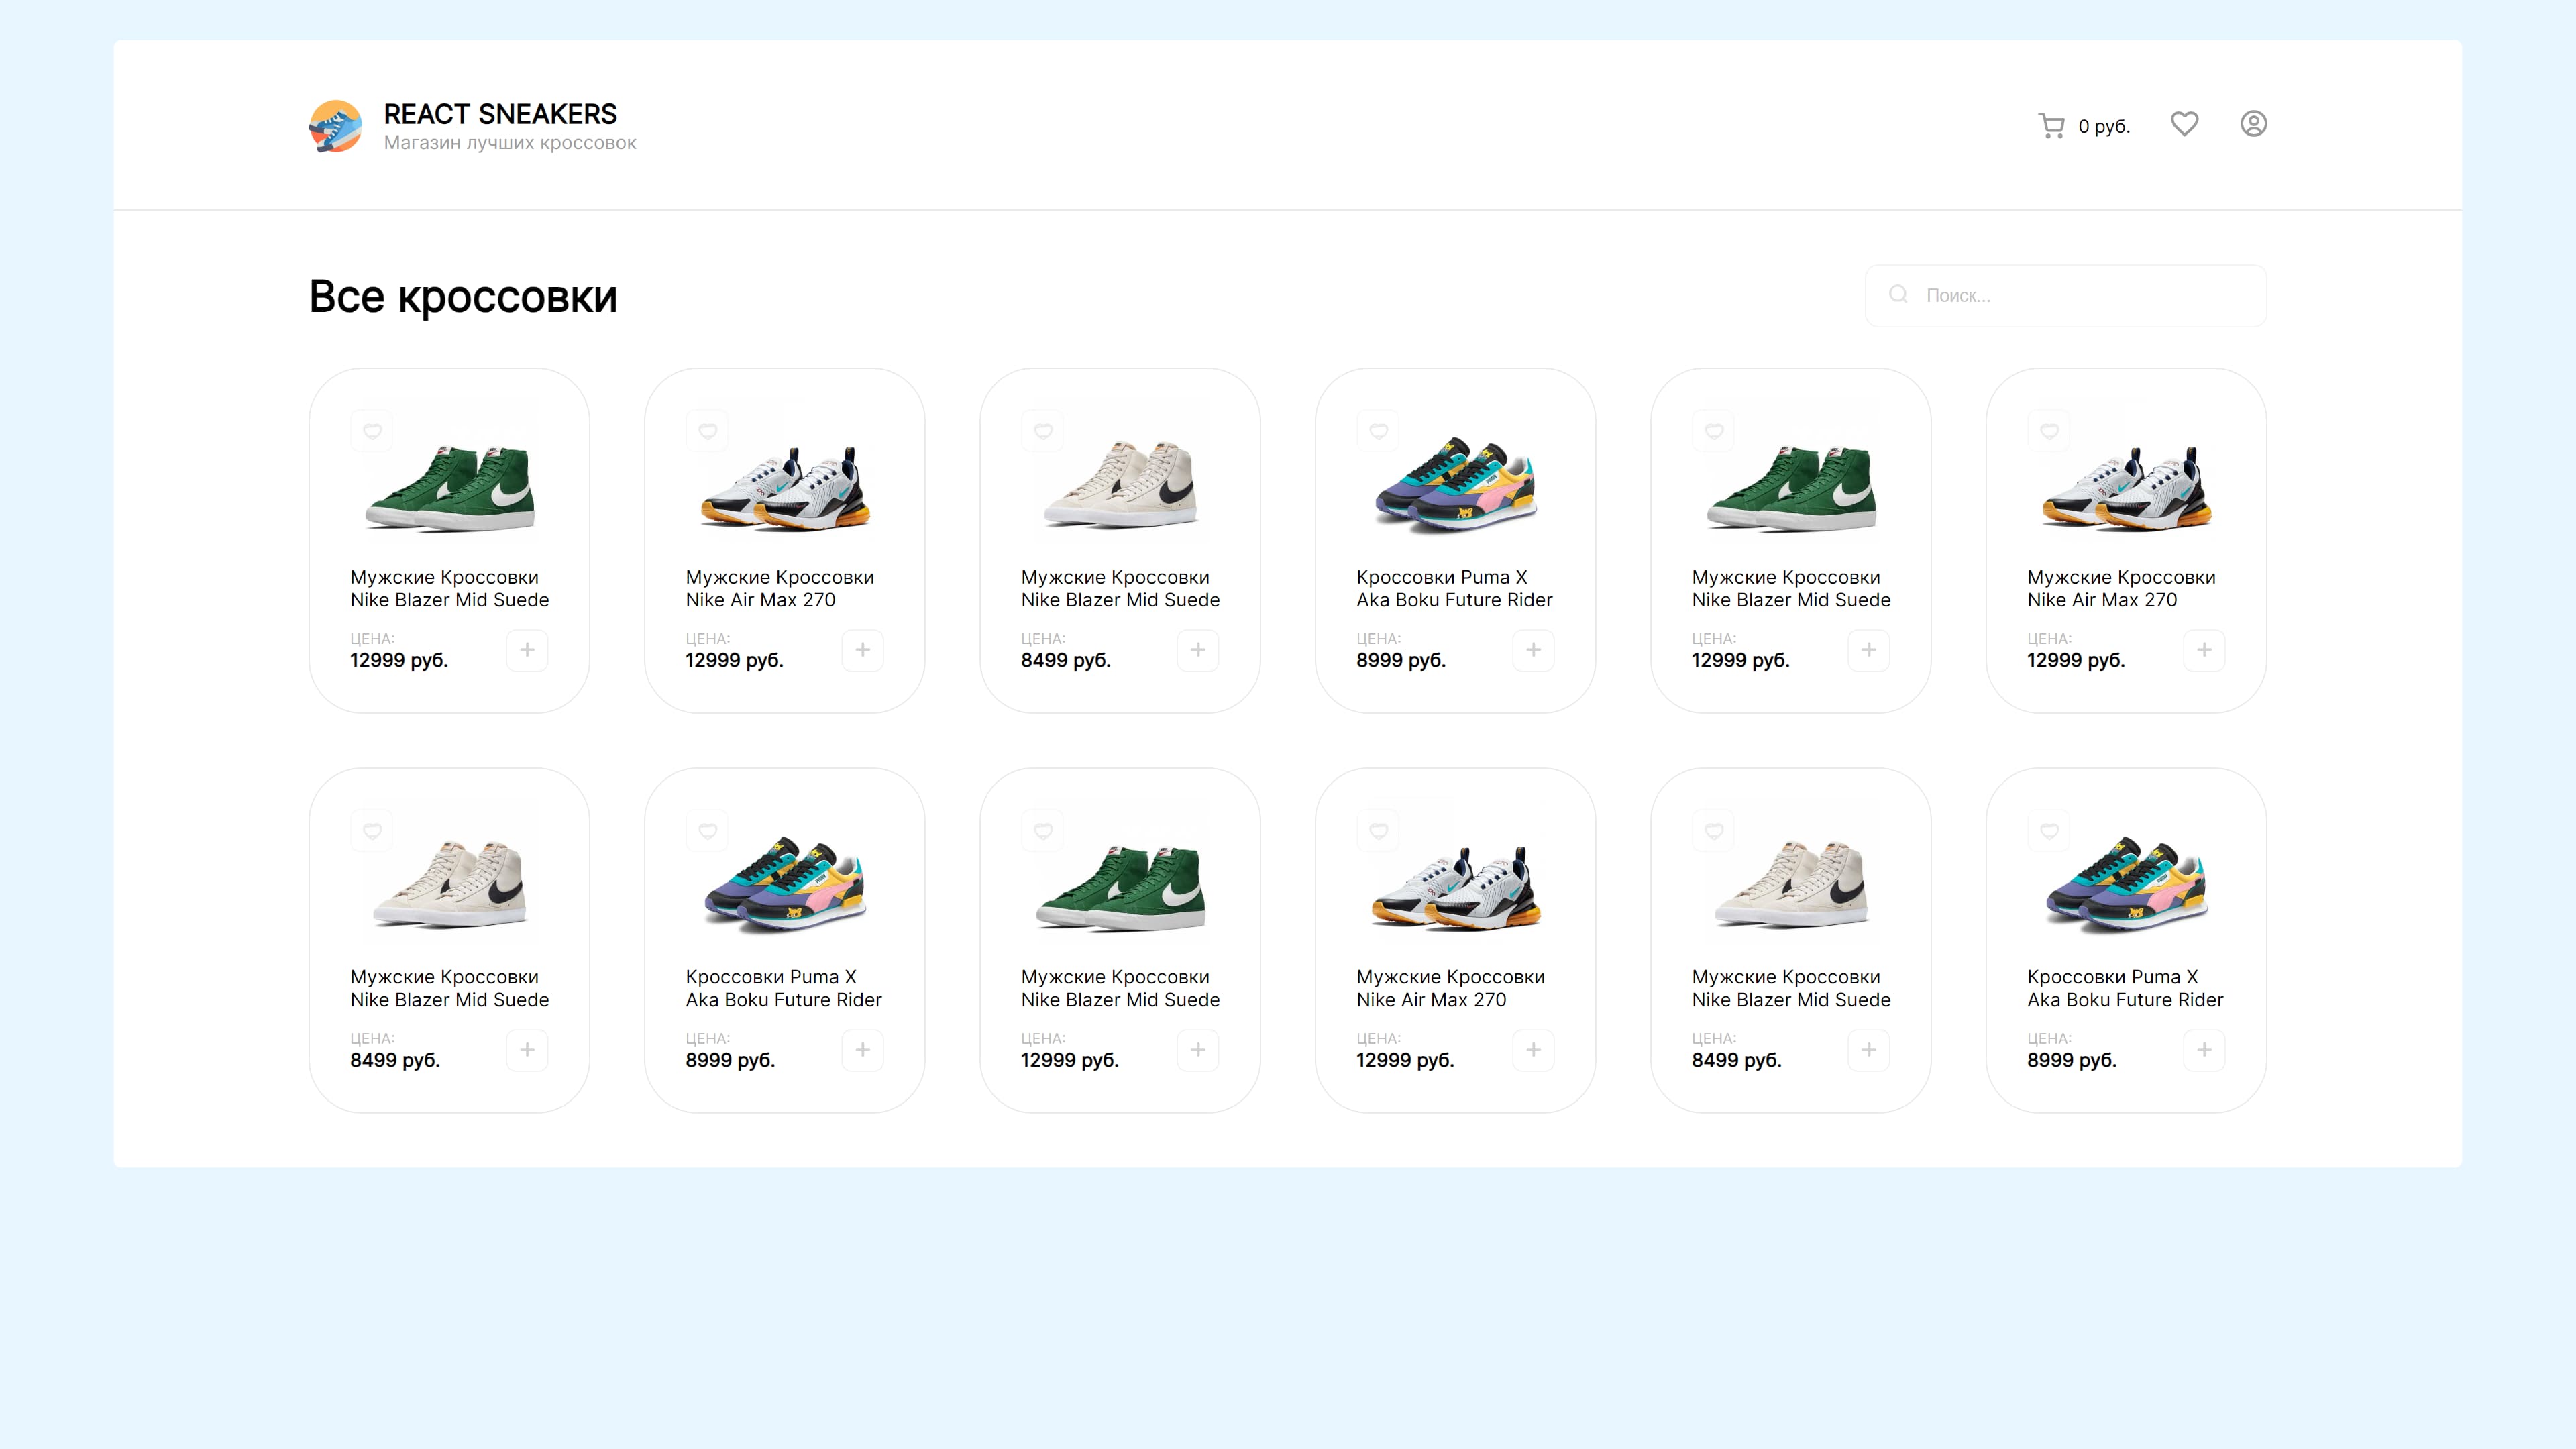 REACT SNEAKERS
Магазин лучших кроссовок
0 руб.
Все кроссовки
Поиск...
Мужские Кроссовки
Nike Blazer Mid Suede
ЦЕНА:
12999 руб.
Мужские Кроссовки
Nike Air Max 270
ЦЕНА:
12999 руб.
Мужские Кроссовки
Nike Blazer Mid Suede
ЦЕНА:
8499 руб.
Кроссовки Puma X
Aka Boku Future Rider
ЦЕНА:
8999 руб.
Мужские Кроссовки
Nike Blazer Mid Suede
ЦЕНА:
12999 руб.
Мужские Кроссовки
Nike Air Max 270
ЦЕНА:
12999 руб.
Мужские Кроссовки
Nike Blazer Mid Suede
ЦЕНА:
8499 руб.
Кроссовки Puma X
Aka Boku Future Rider
ЦЕНА:
8999 руб.
Мужские Кроссовки
Nike Blazer Mid Suede
ЦЕНА:
12999 руб.
Мужские Кроссовки
Nike Air Max 270
ЦЕНА:
12999 руб.
Мужские Кроссовки
Nike Blazer Mid Suede
ЦЕНА:
8499 руб.
Кроссовки Puma X
Aka Boku Future Rider
ЦЕНА:
8999 руб.